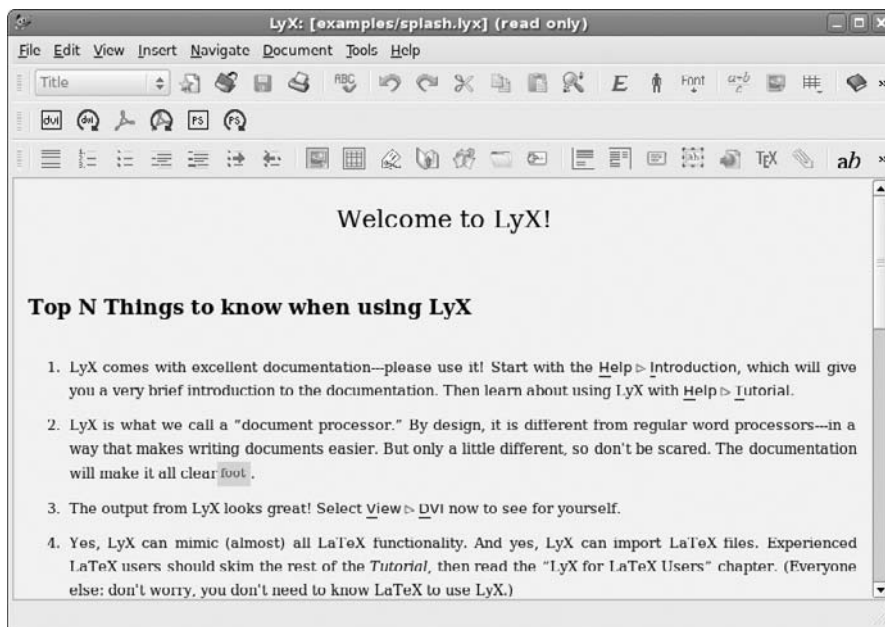 LyX: [examples/splash.lyx] (read only)
File Edit View Insert Navigate Document Tools Help
Title ABC E Font a+b c »
dvi dvi PS PS
TEX ab »
Welcome to LyX!
Top N Things to know when using LyX
1. LyX comes with excellent documentation---please use it! Start with the Help ▹ Introduction, which will give
you a very brief introduction to the documentation. Then learn about using LyX with Help ▹ Tutorial.
2. LyX is what we call a "document processor." By design, it is different from regular word processors---in a
way that makes writing documents easier. But only a little different, so don't be scared. The documentation
will make it all clear foot .
3. The output from LyX looks great! Select View ▹ DVI now to see for yourself.
4. Yes, LyX can mimic (almost) all LaTeX functionality. And yes, LyX can import LaTeX files. Experienced
LaTeX users should skim the rest of the Tutorial, then read the “LyX for LaTeX Users” chapter. (Everyone
else: don't worry, you don't need to know LaTeX to use LyX.)